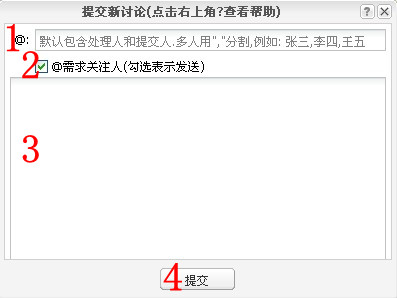 提交新讨论(点击右上角?查看帮助)
1 @: 默认包含处理人和提交人,多人用","分割,例如: 张三,李四,王五
2 @需求关注人(勾选表示发送)
3
4 提交